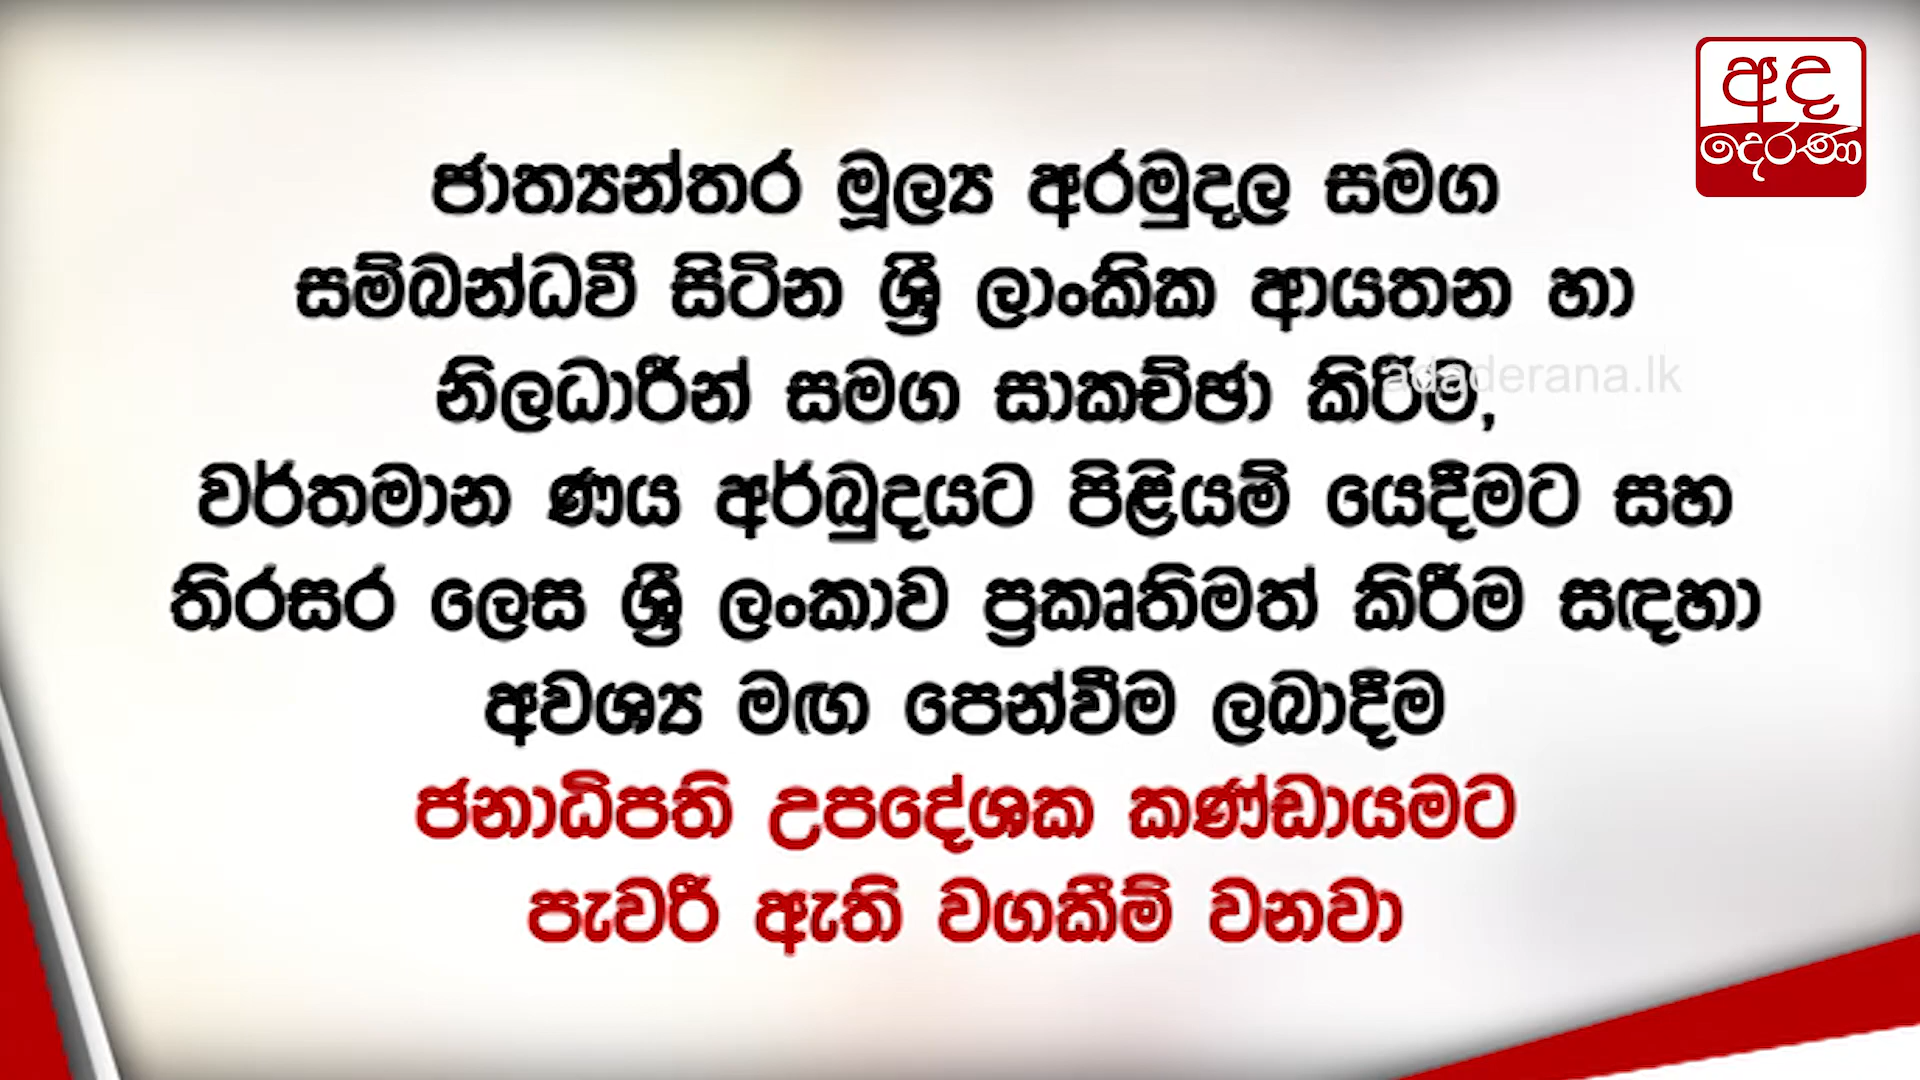 අද
දෙරණ
ජාත්‍යන්තර මූල්‍ය අරමුදල සමග
සම්බන්ධවී සිටින ශ්‍රී ලාංකික ආයතන හා
නිලධාරීන් සමග සාකච්ඡා කිරීම,
adaderana.lk
වර්තමාන ණය අර්බුදයට පිළියම් යෙදීමට සහ
තිරසර ලෙස ශ්‍රී ලංකාව ප්‍රකෘතිමත් කිරීම සඳහා
අවශ්‍ය මඟ පෙන්වීම ලබාදීම
ජනාධිපති උපදේශක කණ්ඩායමට
පැවරී ඇති වගකීම් වනවා